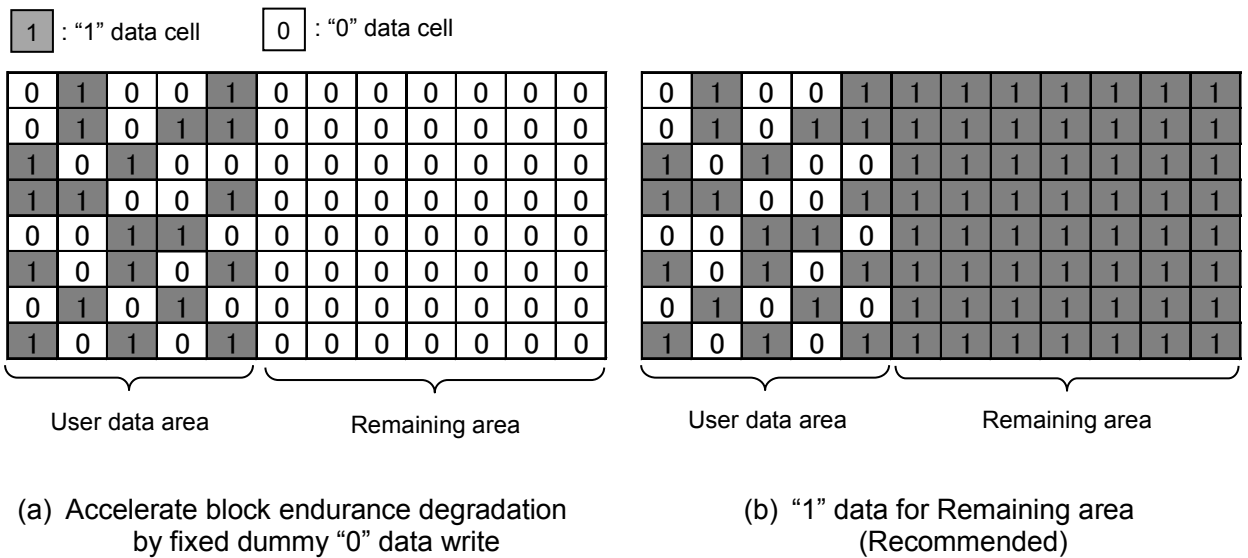 1 : “1” data cell 0 : “0” data cell
0 1 0 0 1 0 0 0 0 0 0 0 0 1 0 0 1 1 1 1 1 1 1 1
0 1 0 1 1 0 0 0 0 0 0 0 0 1 0 1 1 1 1 1 1 1 1 1
1 0 1 0 0 0 0 0 0 0 0 0 1 0 1 0 0 1 1 1 1 1 1 1
1 1 0 0 1 0 0 0 0 0 0 0 1 1 0 0 1 1 1 1 1 1 1 1
0 0 1 1 0 0 0 0 0 0 0 0 0 0 1 1 0 1 1 1 1 1 1 1
1 0 1 0 1 0 0 0 0 0 0 0 1 0 1 0 1 1 1 1 1 1 1 1
0 1 0 1 0 0 0 0 0 0 0 0 0 1 0 1 0 1 1 1 1 1 1 1
1 0 1 0 1 0 0 0 0 0 0 0 1 0 1 0 1 1 1 1 1 1 1 1
User data area Remaining area User data area Remaining area
(a) Accelerate block endurance degradation
by fixed dummy “0” data write
(b) “1” data for Remaining area
(Recommended)